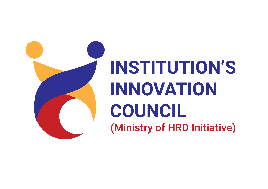 INSTITUTION'S
INNOVATION
COUNCIL
(Ministry of HRD Initiative)